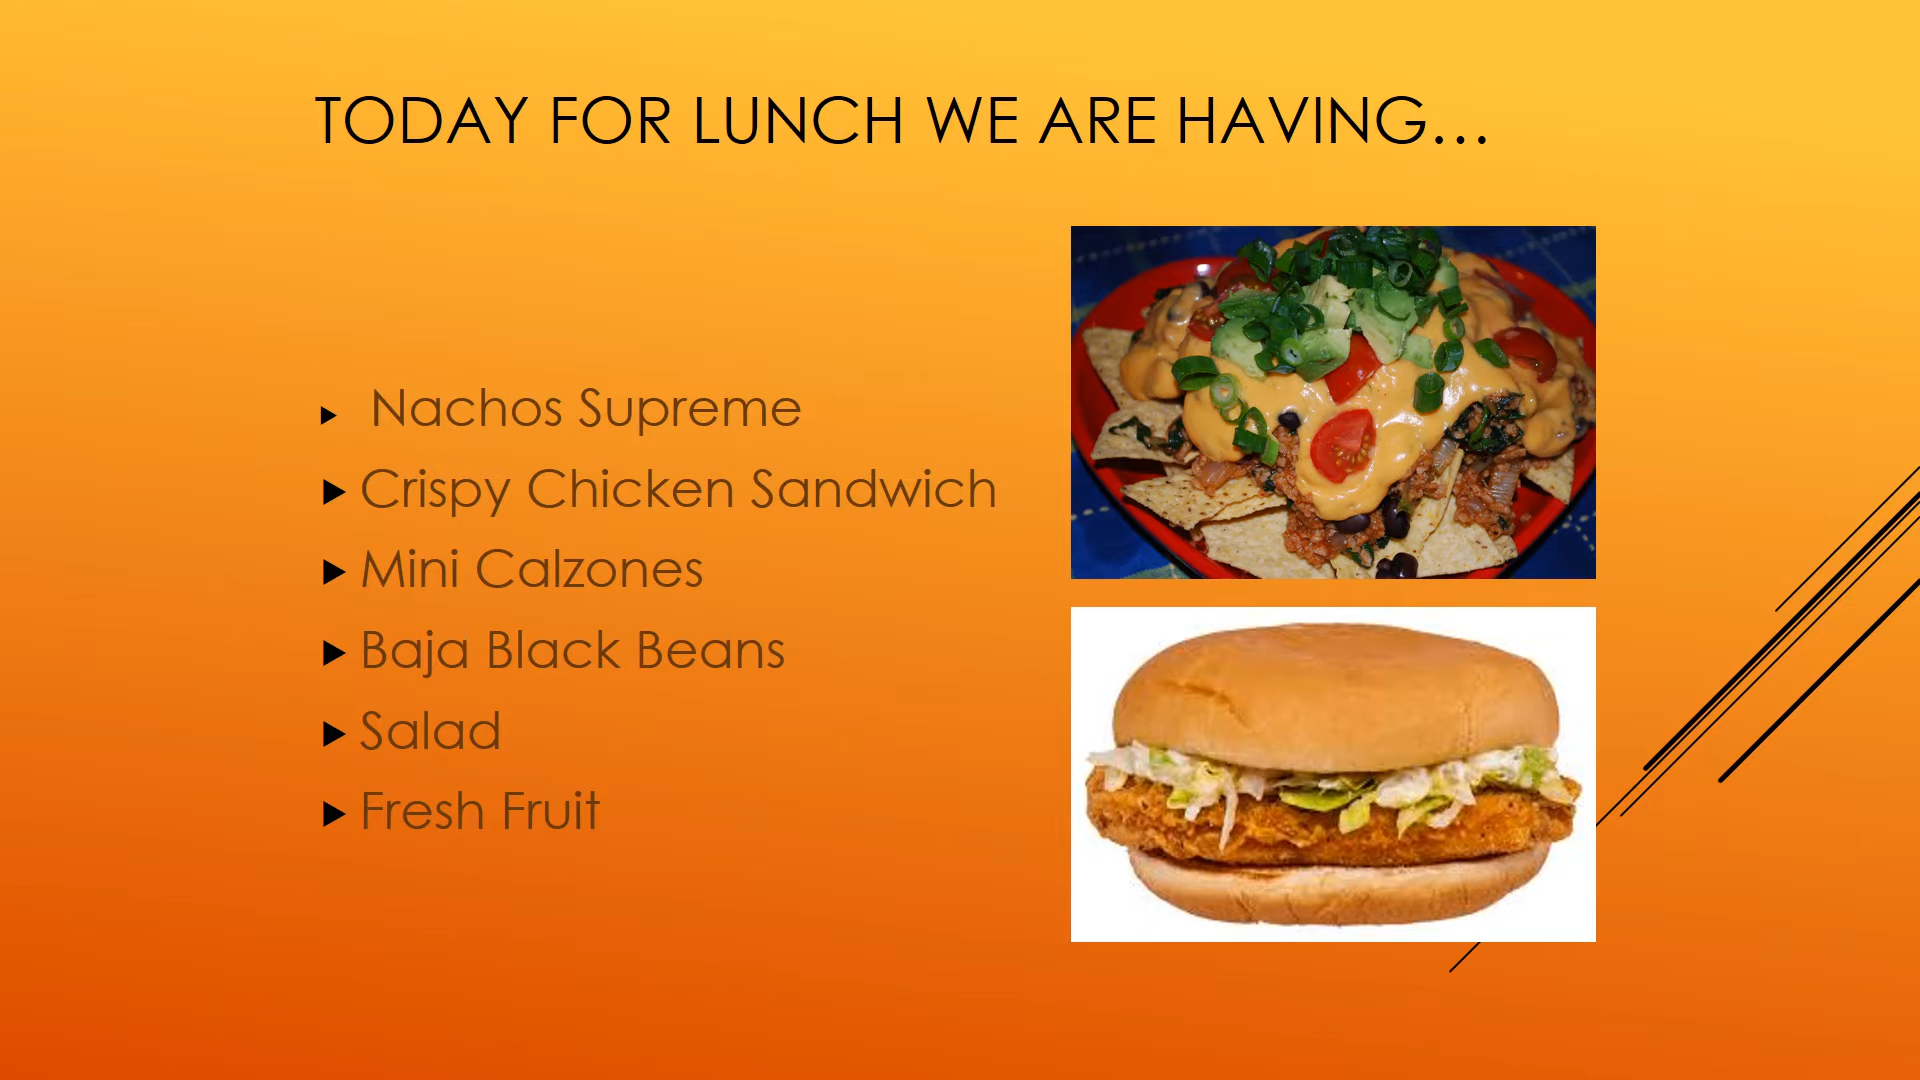 TODAY FOR LUNCH WE ARE HAVING…
Nachos Supreme
Crispy Chicken Sandwich
Mini Calzones
Baja Black Beans
Salad
Fresh Fruit